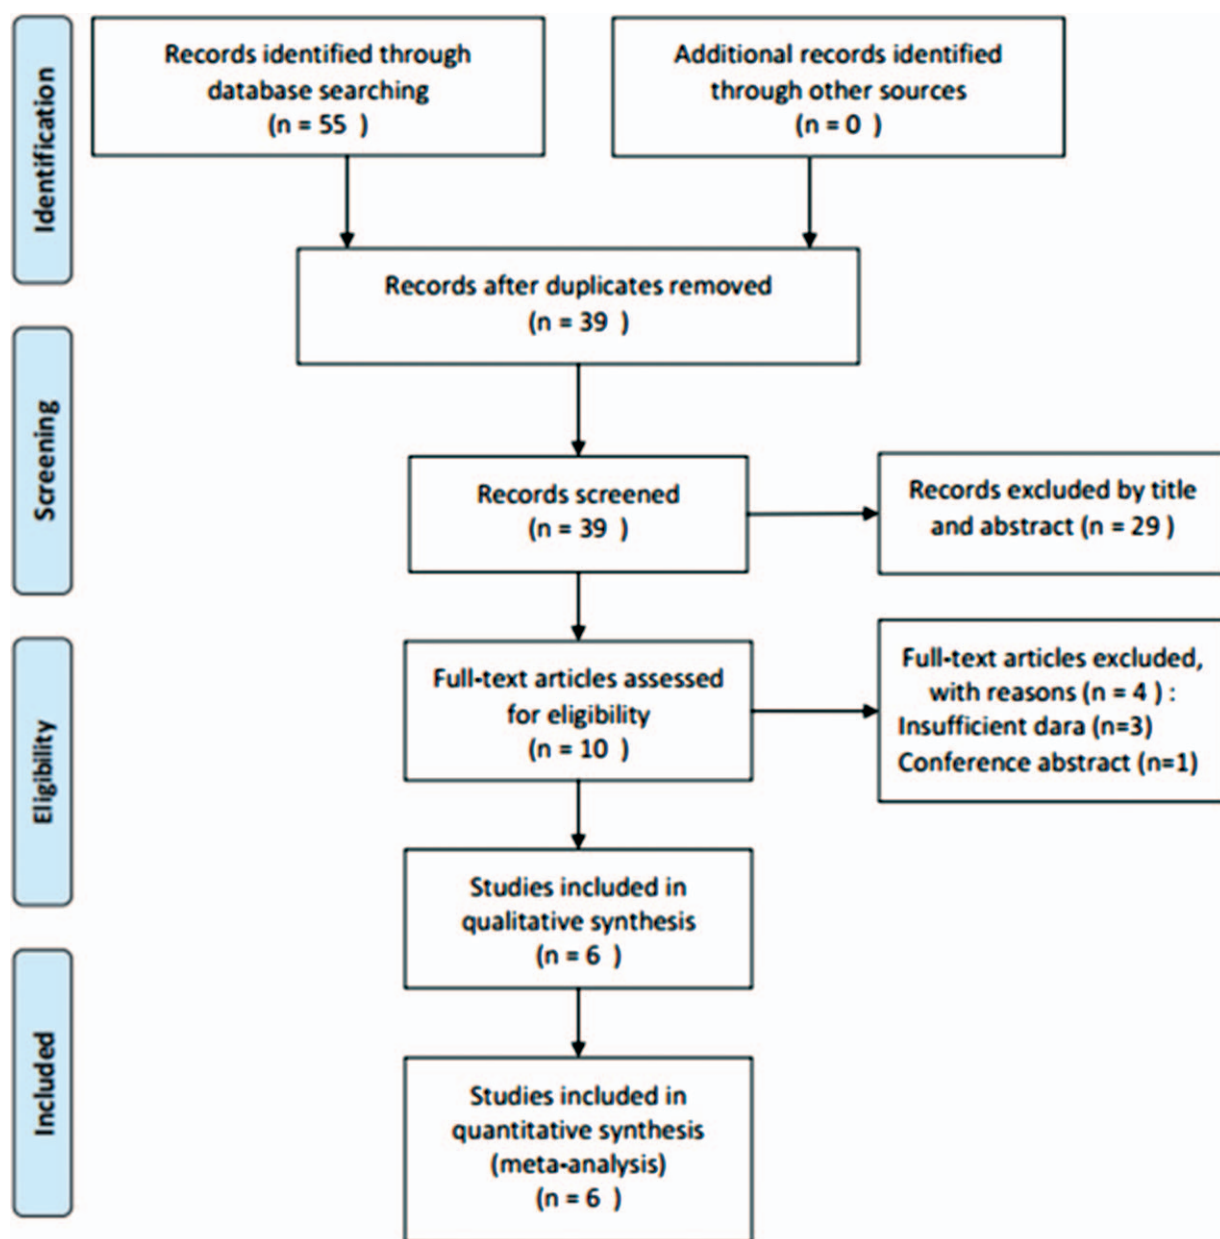 Identification
Records identified through
database searching
(n = 55 )
Additional records identified
through other sources
(n = 0 )
Records after duplicates removed
(n = 39 )
Screening
Records screened
(n = 39 )
Records excluded by title
and abstract (n = 29 )
Eligibility
Full-text articles assessed
for eligibility
(n = 10 )
Full-text articles excluded,
with reasons (n = 4 ) :
Insufficient dara (n=3)
Conference abstract (n=1)
Studies included in
qualitative synthesis
(n = 6 )
Included
Studies included in
quantitative synthesis
(meta-analysis)
(n = 6 )